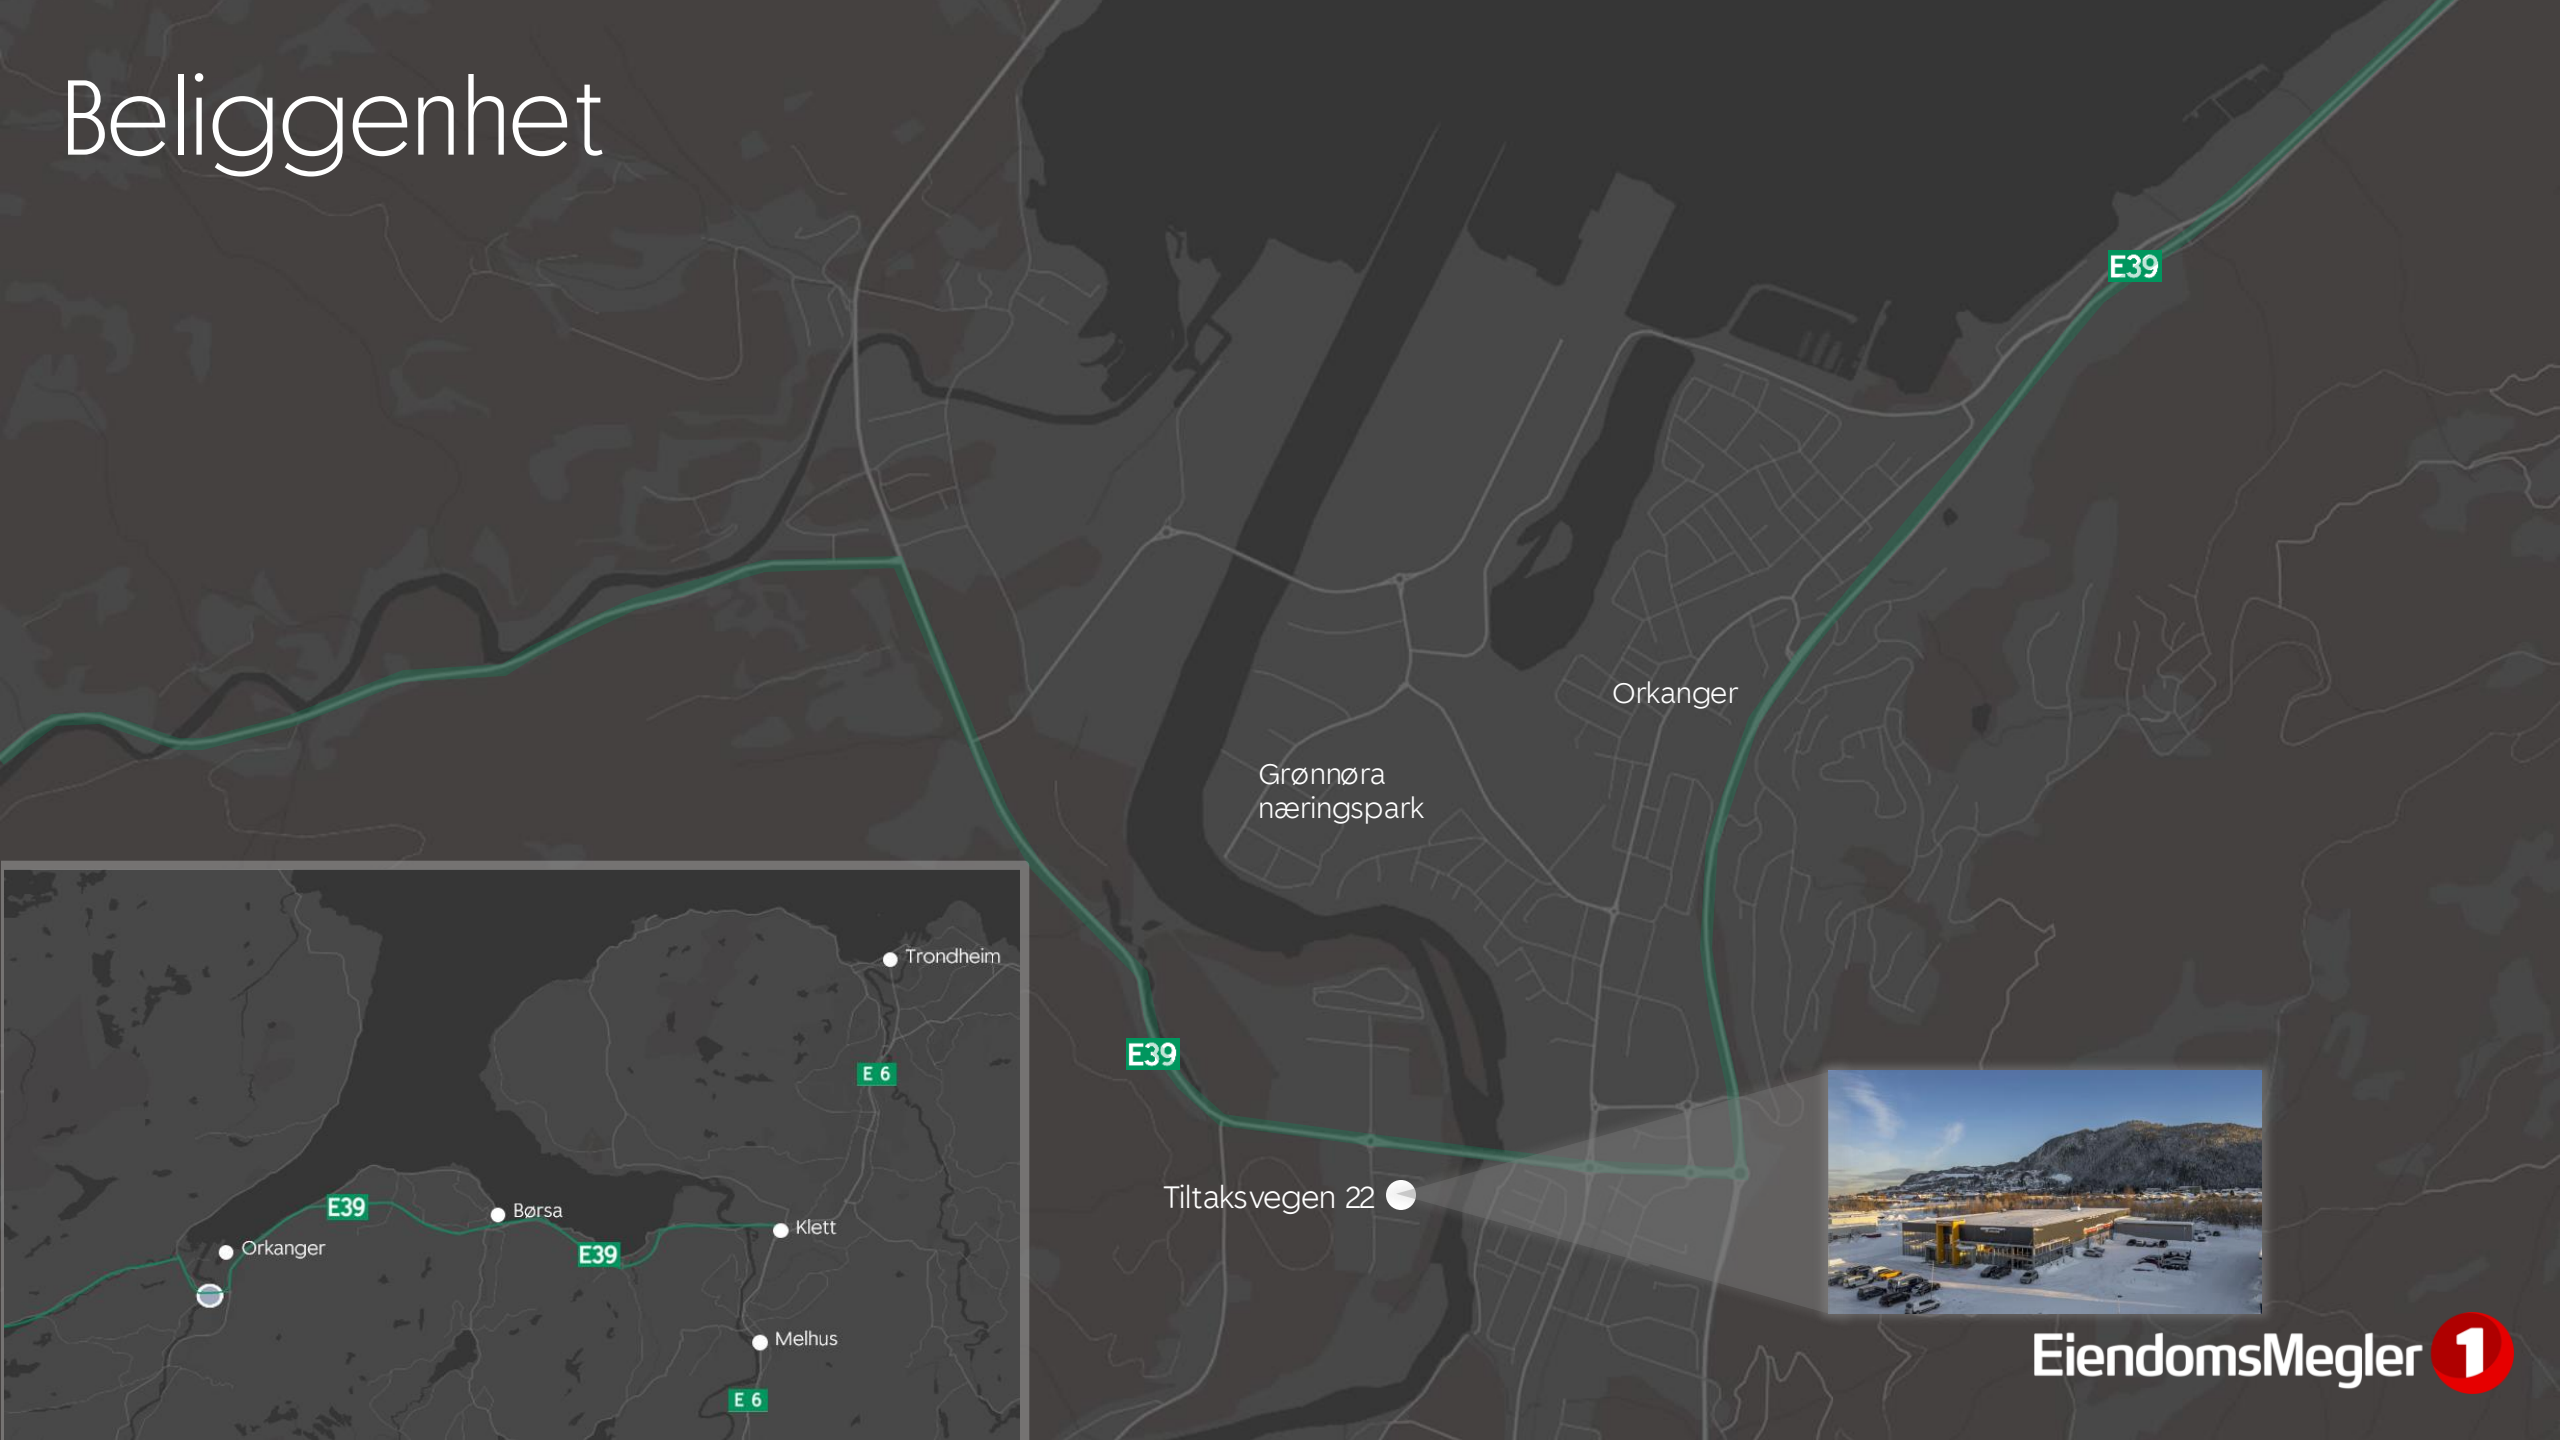 Beliggenhet
E39
Orkanger
Grønnøra
næringspark
E39
Tiltaksvegen 22
Trondheim
E 6
E39
Børsa
Klett
E39
Orkanger
Melhus
E 6
EiendomsMegler 1